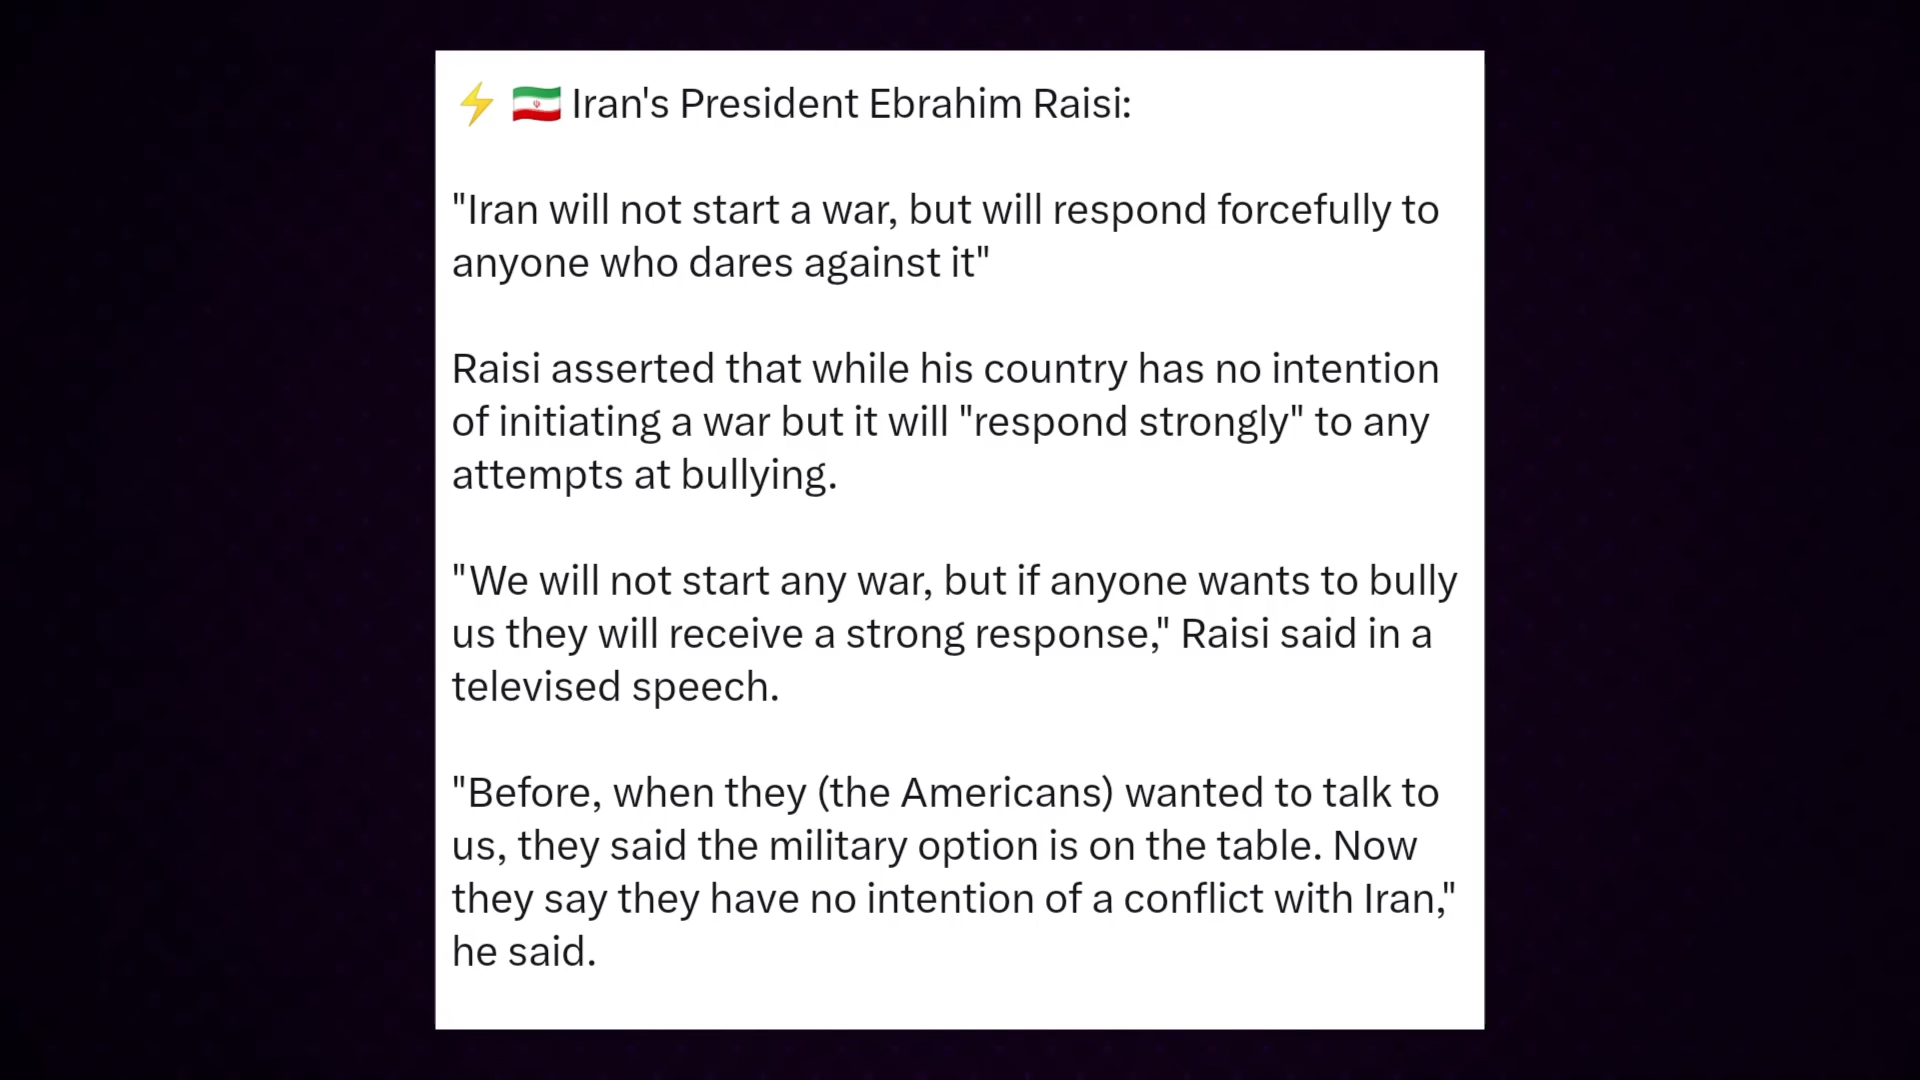 ⚡ 🇮🇷 Iran's President Ebrahim Raisi:
"Iran will not start a war, but will respond forcefully to
anyone who dares against it"
Raisi asserted that while his country has no intention
of initiating a war but it will "respond strongly" to any
attempts at bullying.
"We will not start any war, but if anyone wants to bully
us they will receive a strong response," Raisi said in a
televised speech.
"Before, when they (the Americans) wanted to talk to
us, they said the military option is on the table. Now
they say they have no intention of a conflict with Iran,"
he said.